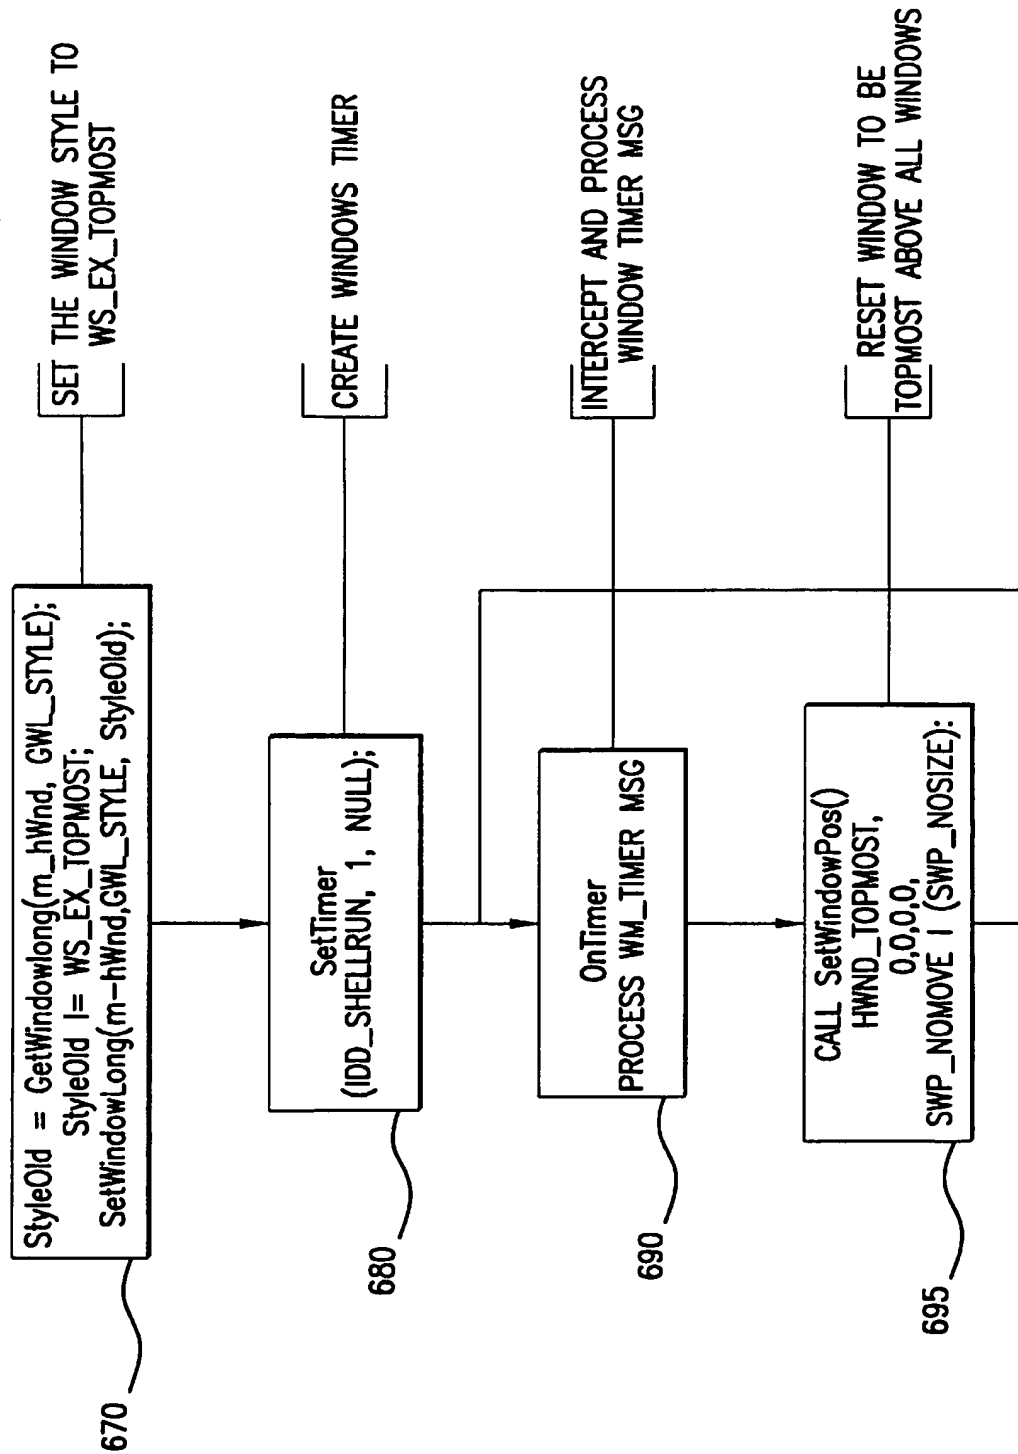 StyleOld = GetWindowlong(m_hWnd, GWL_STYLE);
StyleOld |= WS_EX_TOPMOST;
SetWindowLong(m-hWnd,GWL_STYLE, StyleOld);
SET THE WINDOW STYLE TO
WS_EX_TOPMOST
670
SetTimer
(IDD_SHELLRUN, 1, NULL);
CREATE WINDOWS TIMER
680
OnTimer
PROCESS WM_TIMER MSG
INTERCEPT AND PROCESS
WINDOW TIMER MSG
690
CALL SetWindowPos()
HWND_TOPMOST,
0,0,0,0,
SWP_NOMOVE | (SWP_NOSIZE):
RESET WINDOW TO BE
TOPMOST ABOVE ALL WINDOWS
695